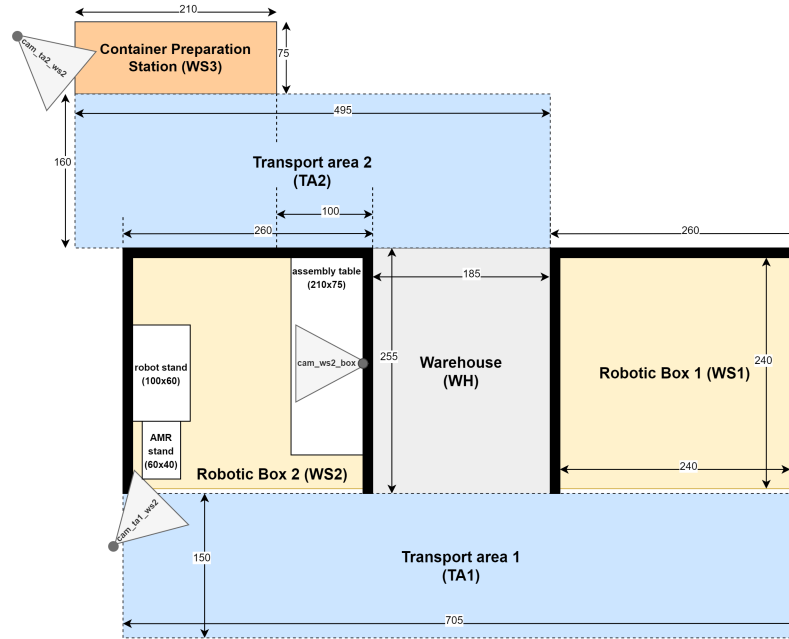 210
cam_ta2_ws2
Container Preparation
Station (WS3)
75
495
160
Transport area 2
(TA2)
100
260
260
assembly table
(210x75)
185
robot stand
(100x60)
cam_ws2_box
255
Warehouse
(WH)
Robotic Box 1 (WS1)
240
AMR
stand
(60x40)
Robotic Box 2 (WS2)
240
cam_ta1_ws2
150
Transport area 1
(TA1)
705